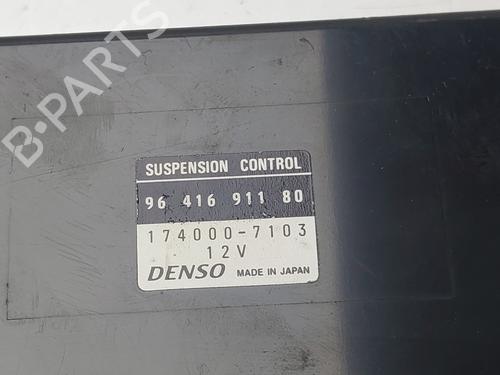 B-PARTS
SUSPENSION CONTROL
96 416 911 80
174000-7103
12V
DENSO MADE IN JAPAN